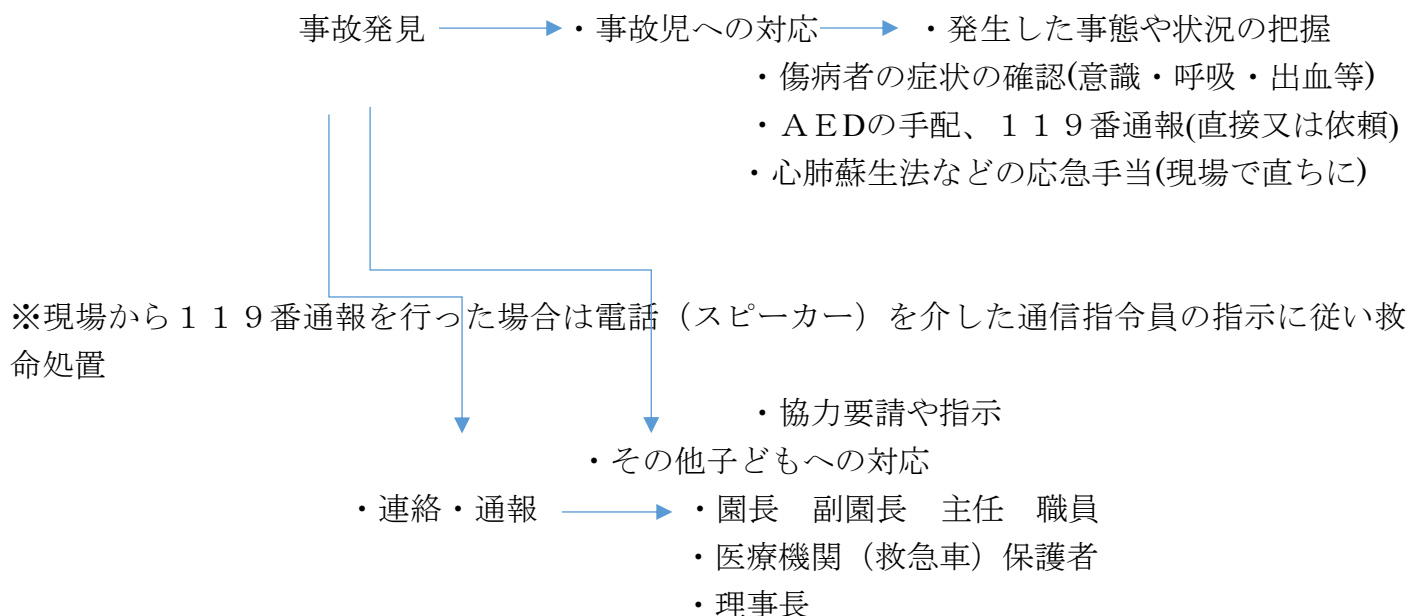 事故発見 ・事故児への対応 ・発生した事態や状況の把握
・傷病者の症状の確認(意識・呼吸・出血等)
・ＡＥDの手配、１１９番通報(直接又は依頼)
・心肺蘇生法などの応急手当(現場で直ちに)
※現場から１１９番通報を行った場合は電話（スピーカー）を介した通信指令員の指示に従い救
命処置
・協力要請や指示
・その他子どもへの対応
・連絡・通報 ・園長　副園長　主任　職員
・医療機関（救急車）保護者
・理事長